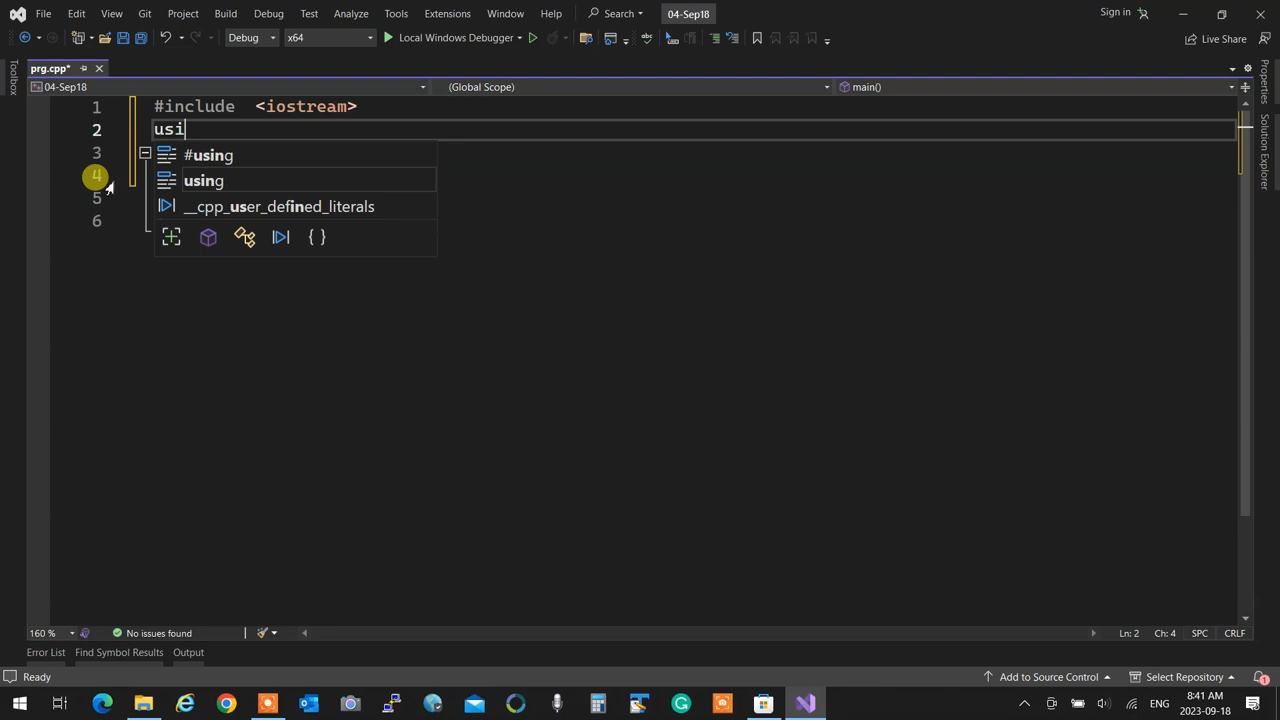 File Edit View Git Project Build Debug Test Analyze Tools Extensions Window Help Search 04-Sep18 Sign in
Debug x64 Local Windows Debugger Live Share
prg.cpp*
04-Sep18 (Global Scope) main()
Toolbox
Properties
Solution Explorer
1 #include <iostream>
2 usi
3 #using
4 using
5 __cpp_user_defined_literals
6 { }
160 % No issues found Ln: 2 Ch: 4 SPC CRLF
Error List Find Symbol Results Output
Ready Add to Source Control Select Repository 1
ENG 8:41 AM
2023-09-18